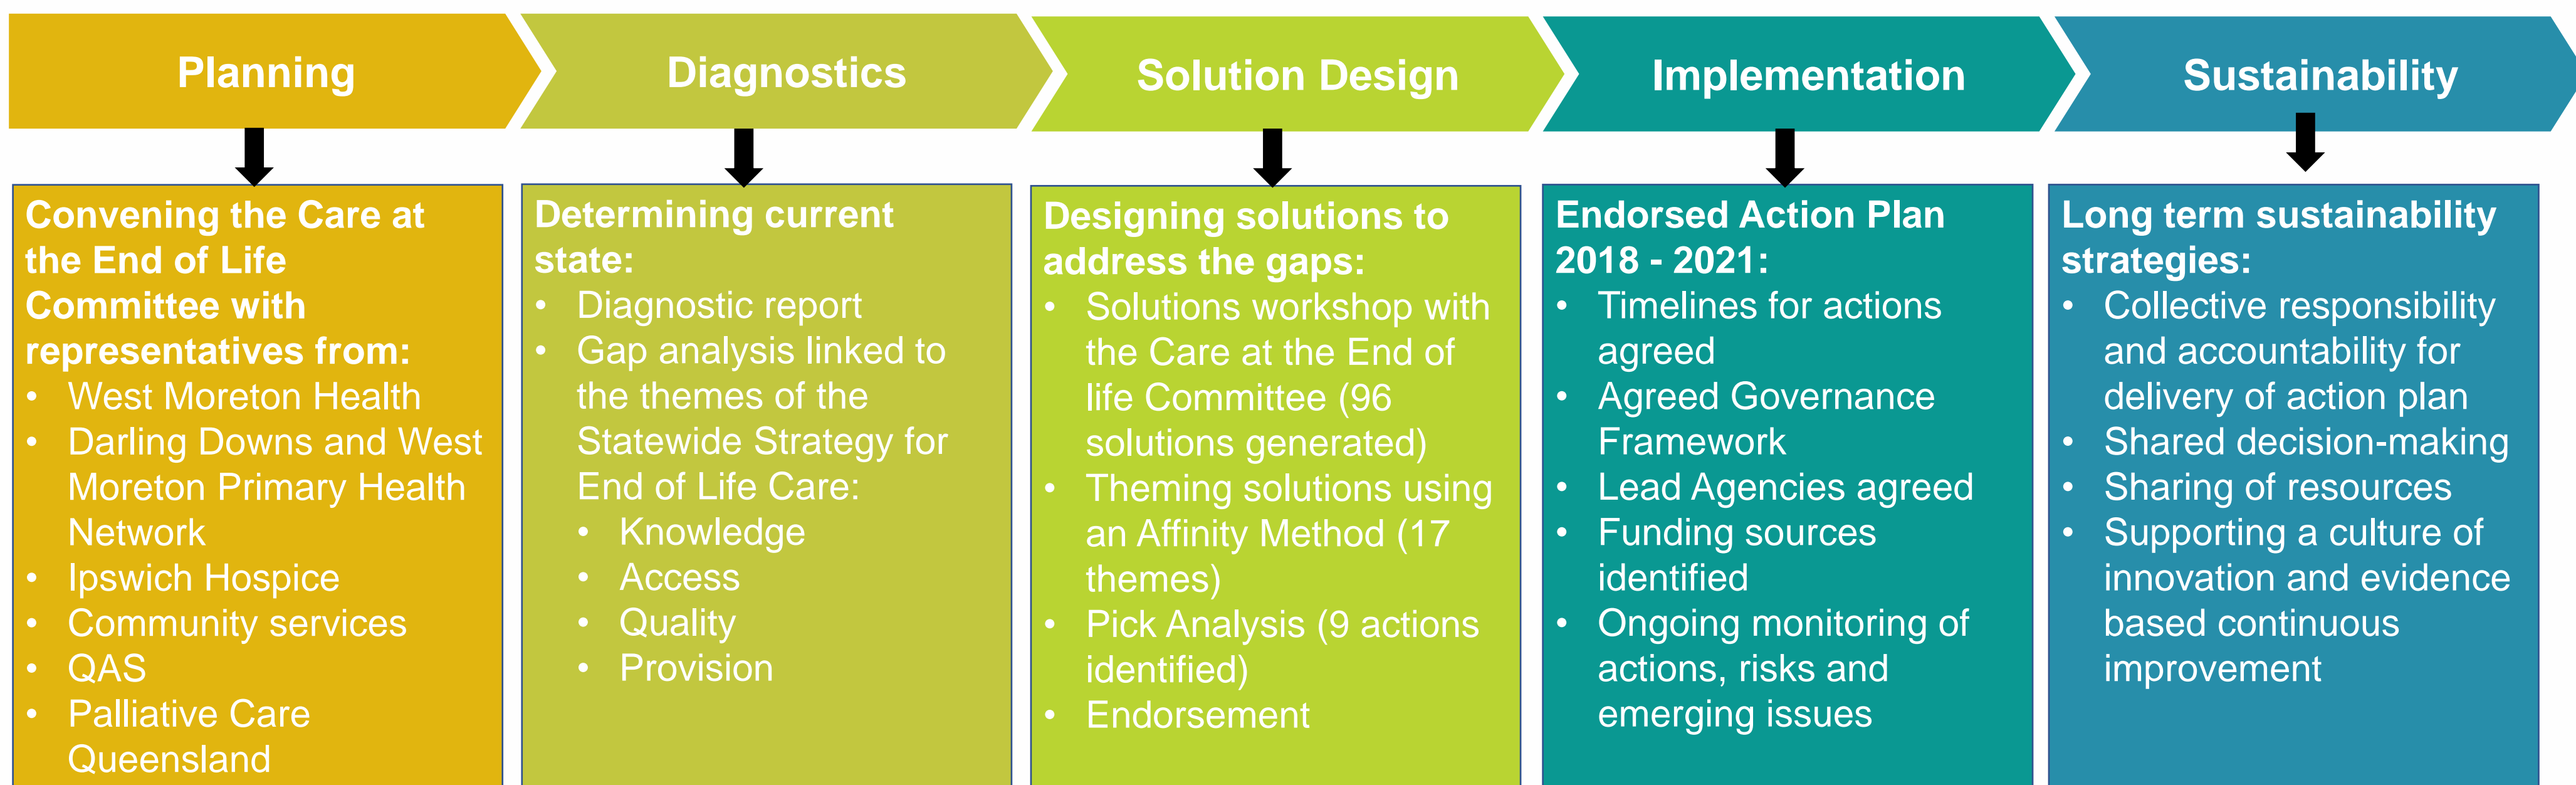 Planning
Diagnostics
Solution Design
Implementation
Sustainability
Convening the Care at
the End of Life
Committee with
representatives from:
• West Moreton Health
• Darling Downs and West
Moreton Primary Health
Network
• Ipswich Hospice
• Community services
• QAS
• Palliative Care
Queensland
Determining current
state:
• Diagnostic report
• Gap analysis linked to
the themes of the
Statewide Strategy for
End of Life Care:
• Knowledge
• Access
• Quality
• Provision
Designing solutions to
address the gaps:
• Solutions workshop with
the Care at the End of
life Committee (96
solutions generated)
• Theming solutions using
an Affinity Method (17
themes)
• Pick Analysis (9 actions
identified)
• Endorsement
Endorsed Action Plan
2018 - 2021:
• Timelines for actions
agreed
• Agreed Governance
Framework
• Lead Agencies agreed
• Funding sources
identified
• Ongoing monitoring of
actions, risks and
emerging issues
Long term sustainability
strategies:
• Collective responsibility
and accountability for
delivery of action plan
• Shared decision-making
• Sharing of resources
• Supporting a culture of
innovation and evidence
based continuous
improvement